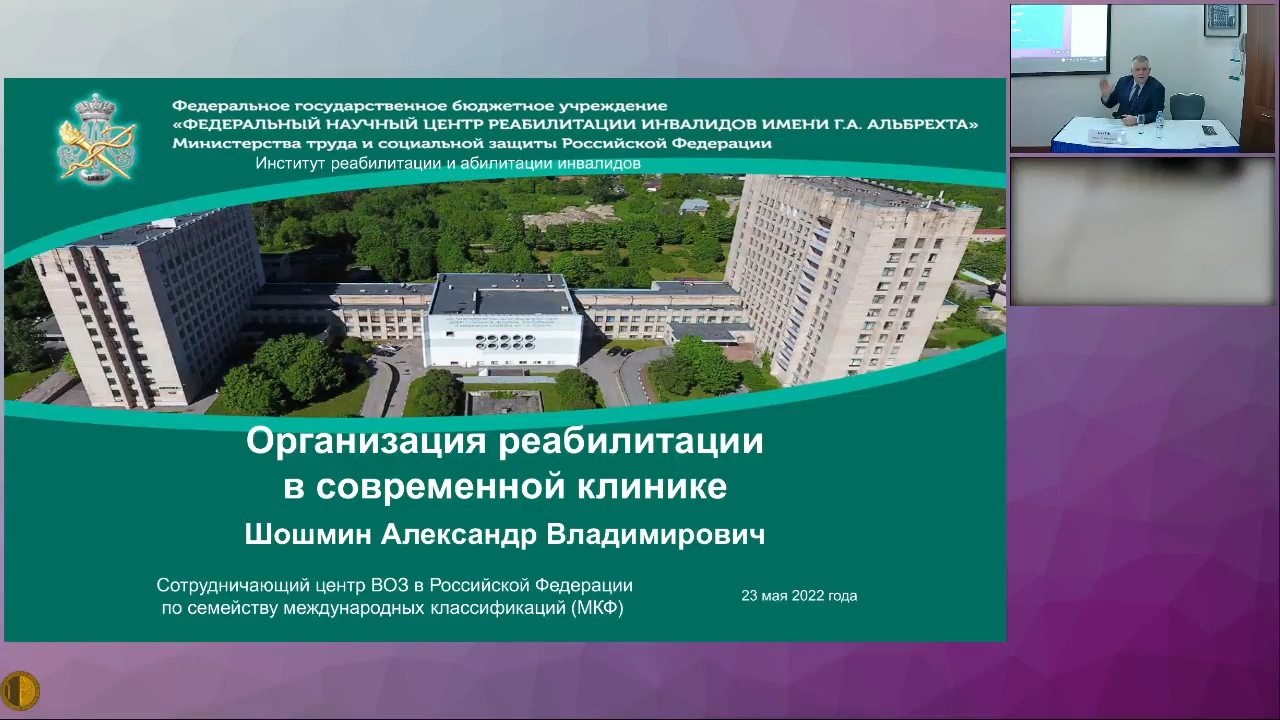 Федеральное государственное бюджетное учреждение
«ФЕДЕРАЛЬНЫЙ НАУЧНЫЙ ЦЕНТР РЕАБИЛИТАЦИИ ИНВАЛИДОВ ИМЕНИ Г.А. АЛЬБРЕХТА»
Министерства труда и социальной защиты Российской Федерации
Институт реабилитации и абилитации инвалидов
Организация реабилитации
в современной клинике
Шошмин Александр Владимирович
Сотрудничающий центр ВОЗ в Российской Федерации
по семейству международных классификаций (МКФ)
23 мая 2022 года